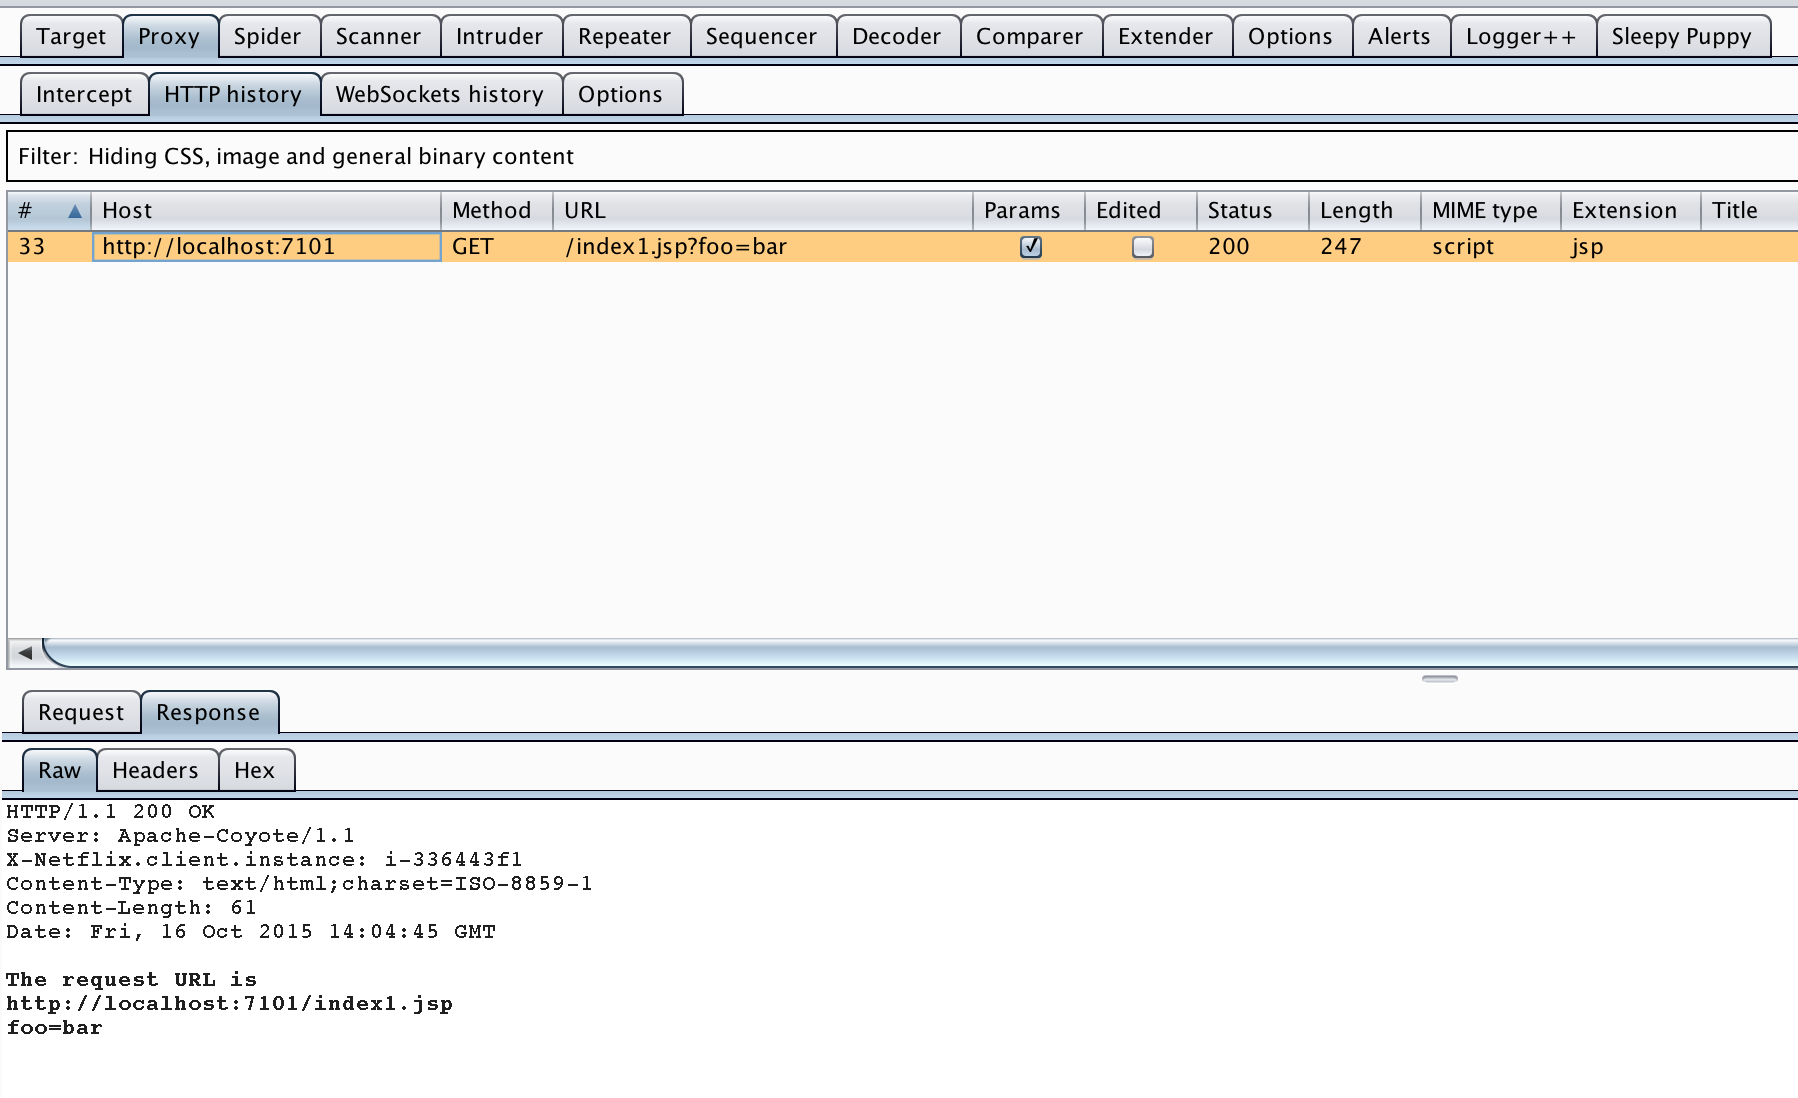 Target Proxy Spider Scanner Intruder Repeater Sequencer Decoder Comparer Extender Options Alerts Logger++ Sleepy Puppy
Intercept HTTP history WebSockets history Options
Filter: Hiding CSS, image and general binary content
# Host Method URL Params Edited Status Length MIME type Extension Title
33 http://localhost:7101 GET /index1.jsp?foo=bar 200 247 script jsp
Request Response
Raw Headers Hex
HTTP/1.1 200 OK
Server: Apache-Coyote/1.1
X-Netflix.client.instance: i-336443f1
Content-Type: text/html;charset=ISO-8859-1
Content-Length: 61
Date: Fri, 16 Oct 2015 14:04:45 GMT
The request URL is
http://localhost:7101/index1.jsp
foo=bar